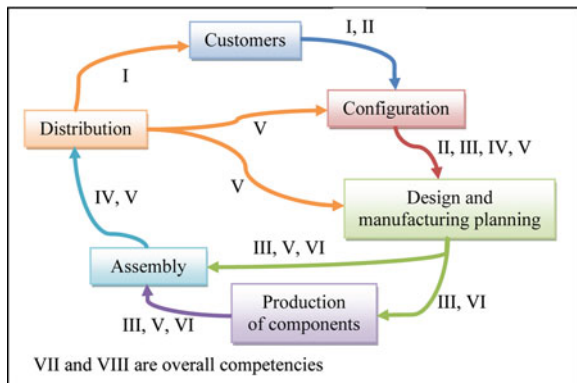 I, II
Customers
I
Configuration
Distribution
V
II, III, IV, V
V
IV, V
Design and
manufacturing planning
III, V, VI
Assembly
Production
of components
III, VI
III, V, VI
VII and VIII are overall competencies